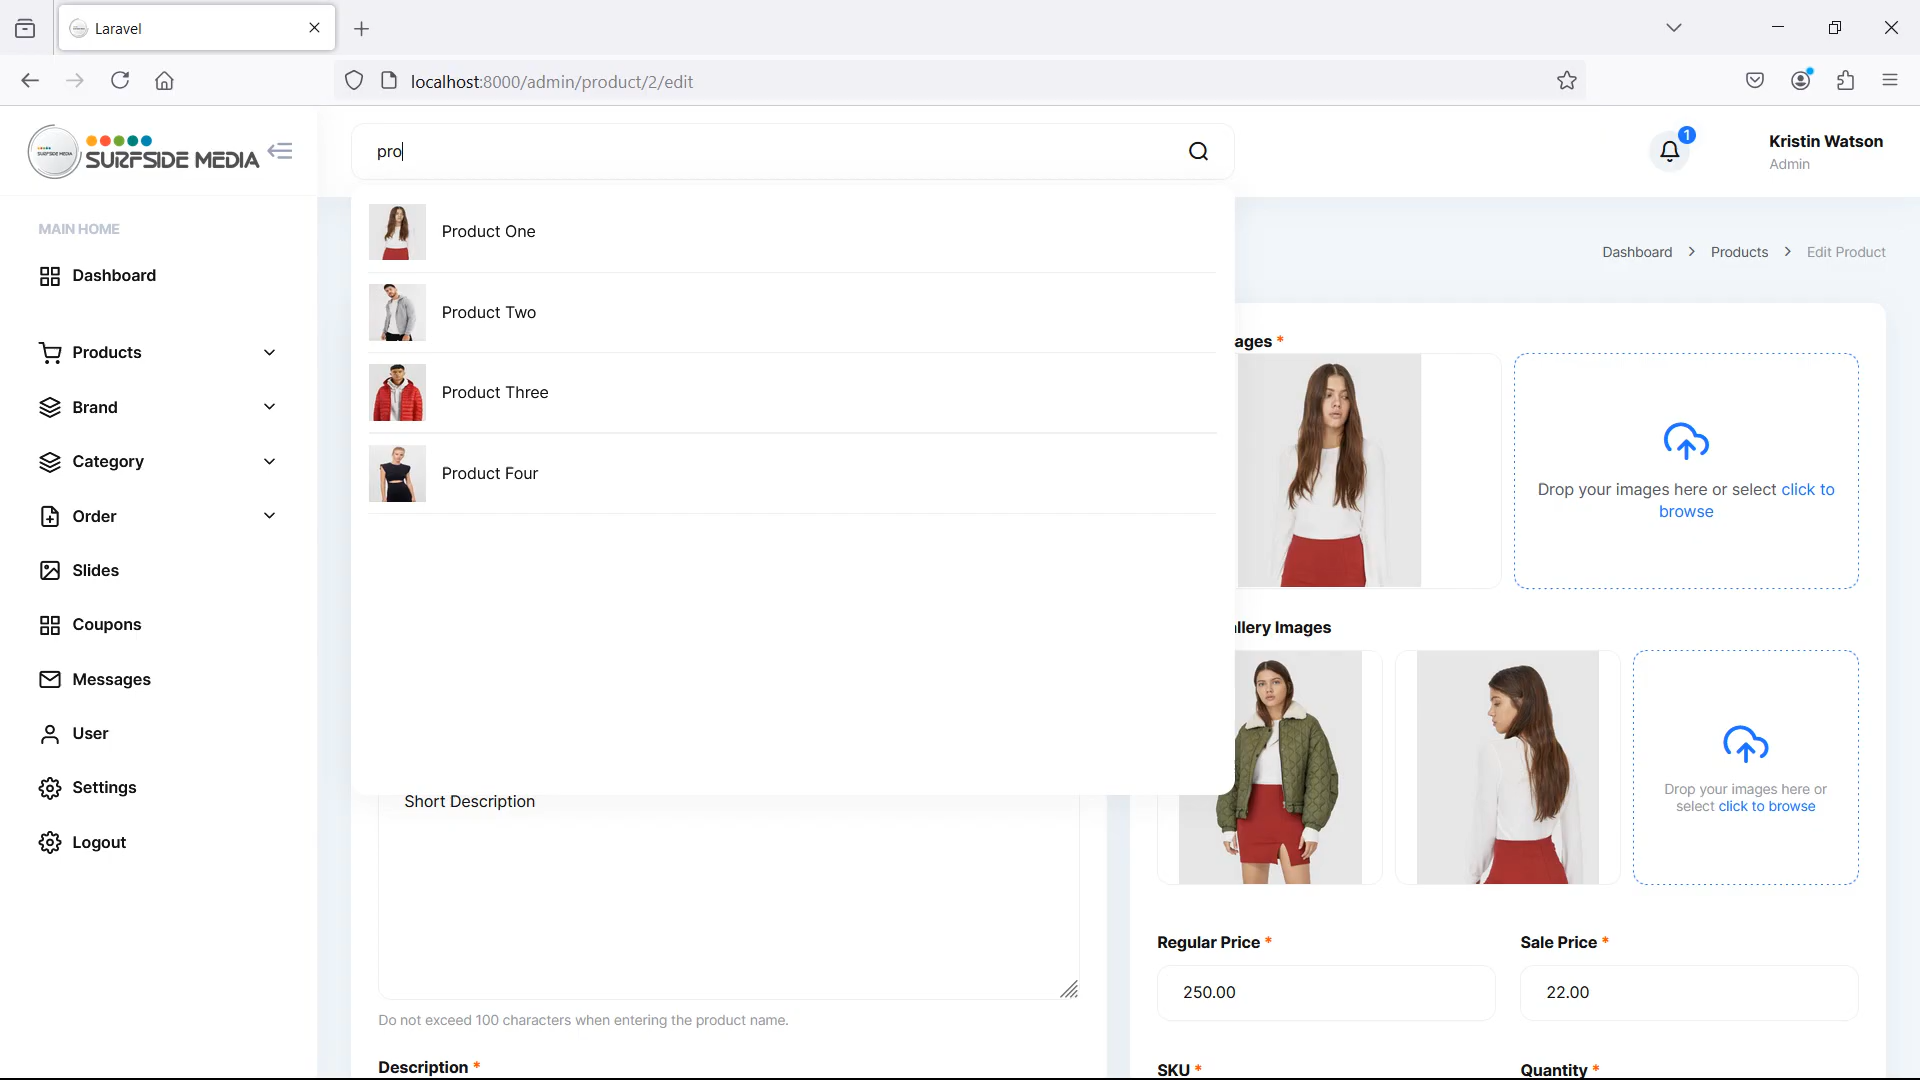 Laravel
localhost:8000/admin/product/2/edit
SURFSIDE MEDIA
SURFSIDE MEDIA
pro
1
Kristin Watson
Admin
MAIN HOME
Dashboard
Products
Brand
Category
Order
Slides
Coupons
Messages
User
Settings
Logout
Product One
Product Two
Product Three
Product Four
Dashboard > Products > Edit Product
ages *
Drop your images here or select click to
browse
llery Images
Drop your images here or
select click to browse
Short Description
Do not exceed 100 characters when entering the product name.
Description *
Regular Price *
Sale Price *
250.00
22.00
SKU *
Quantity *